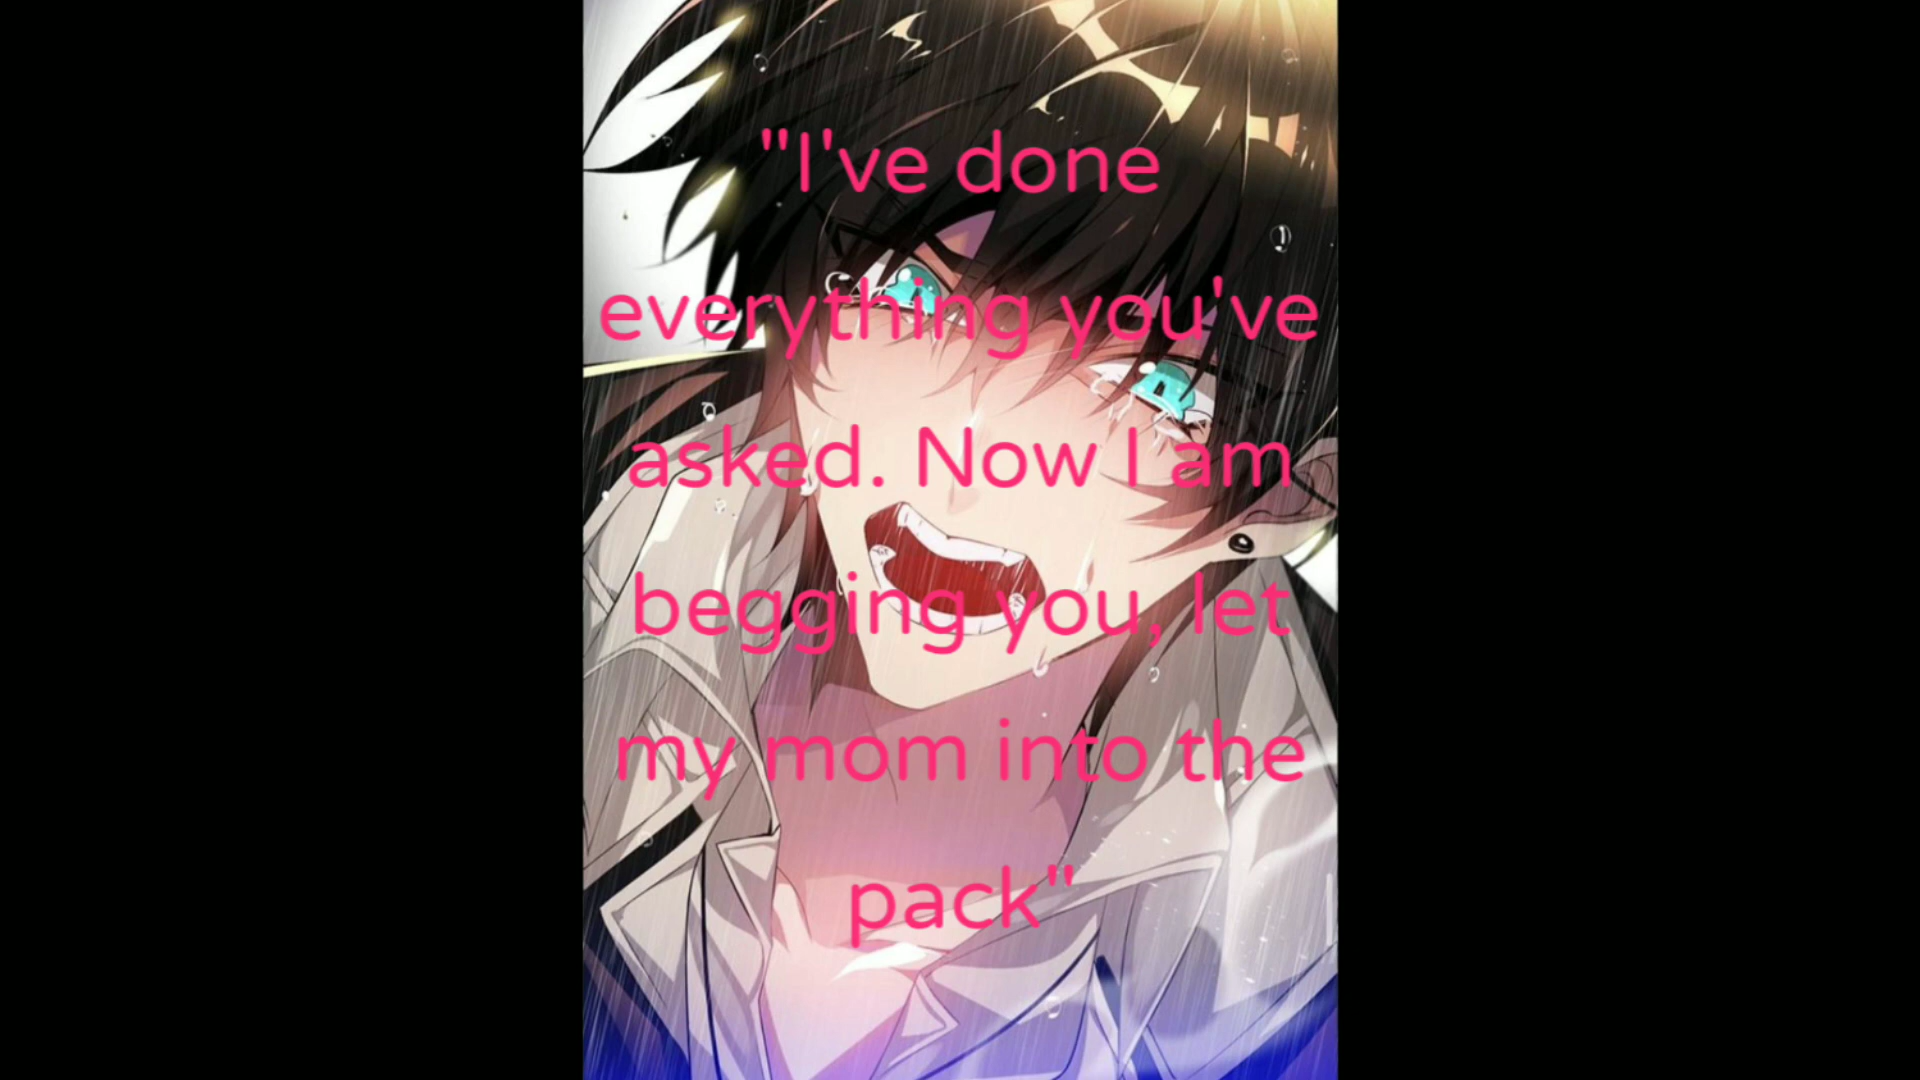 "I've done
everything you've
asked. Now I am
begging you, let
my mom into the
pack"